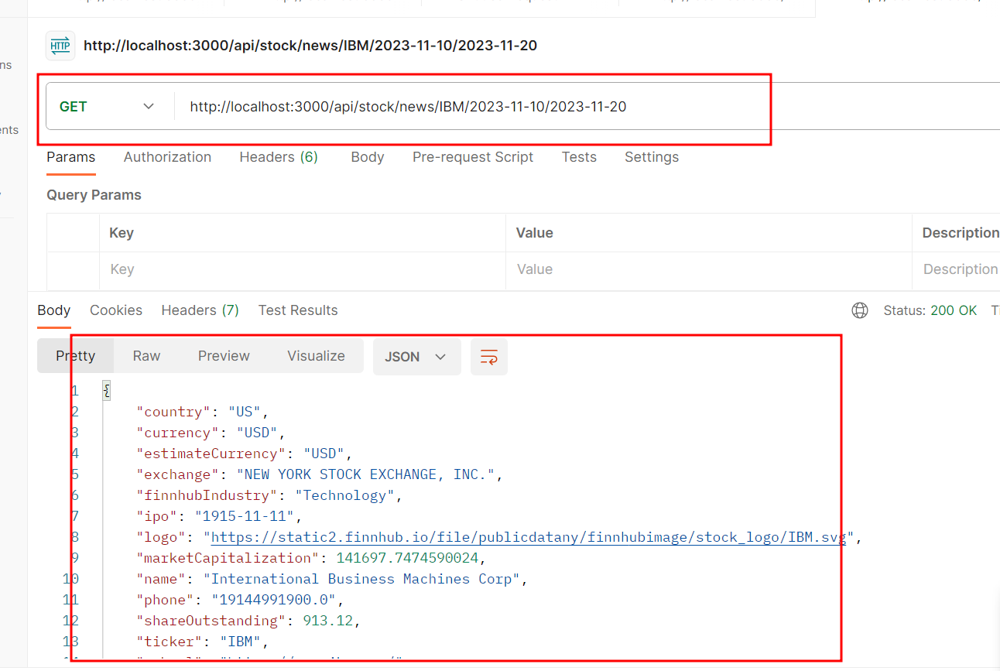 http://localhost:3000/api/stock/news/IBM/2023-11-10/2023-11-20
HTTP
ns
GET http://localhost:3000/api/stock/news/IBM/2023-11-10/2023-11-20
ents
Params Authorization Headers (6) Body Pre-request Script Tests Settings
Query Params
Key Value Description
Key Value Description
Body Cookies Headers (7) Test Results Status: 200 OK
Pretty Raw Preview Visualize JSON
1 {
2 "country": "US",
3 "currency": "USD",
4 "estimateCurrency": "USD",
5 "exchange": "NEW YORK STOCK EXCHANGE, INC.",
6 "finnhubIndustry": "Technology",
7 "ipo": "1915-11-11",
8 "logo": "https://static2.finnhub.io/file/publicdatany/finnhubimage/stock_logo/IBM.svg",
9 "marketCapitalization": 141697.7474590024,
10 "name": "International Business Machines Corp",
11 "phone": "19144991900.0",
12 "shareOutstanding": 913.12,
13 "ticker": "IBM",